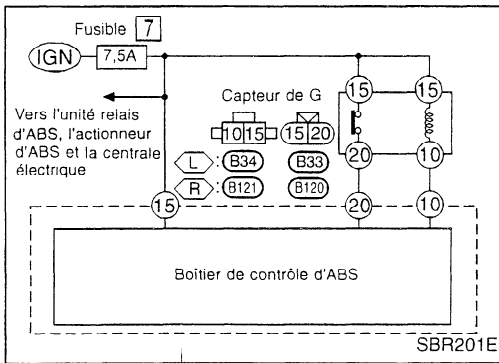 Fusible 7
IGN 7,5A
Capteur de G
Vers l'unité relais
d'ABS, l'actionneur
d'ABS et la centrale
électrique
15 15
10 15 15 20
L : B34 B33
20 10
R : B121 B120
15 20 10
Boîtier de contrôle d'ABS
SBR201E